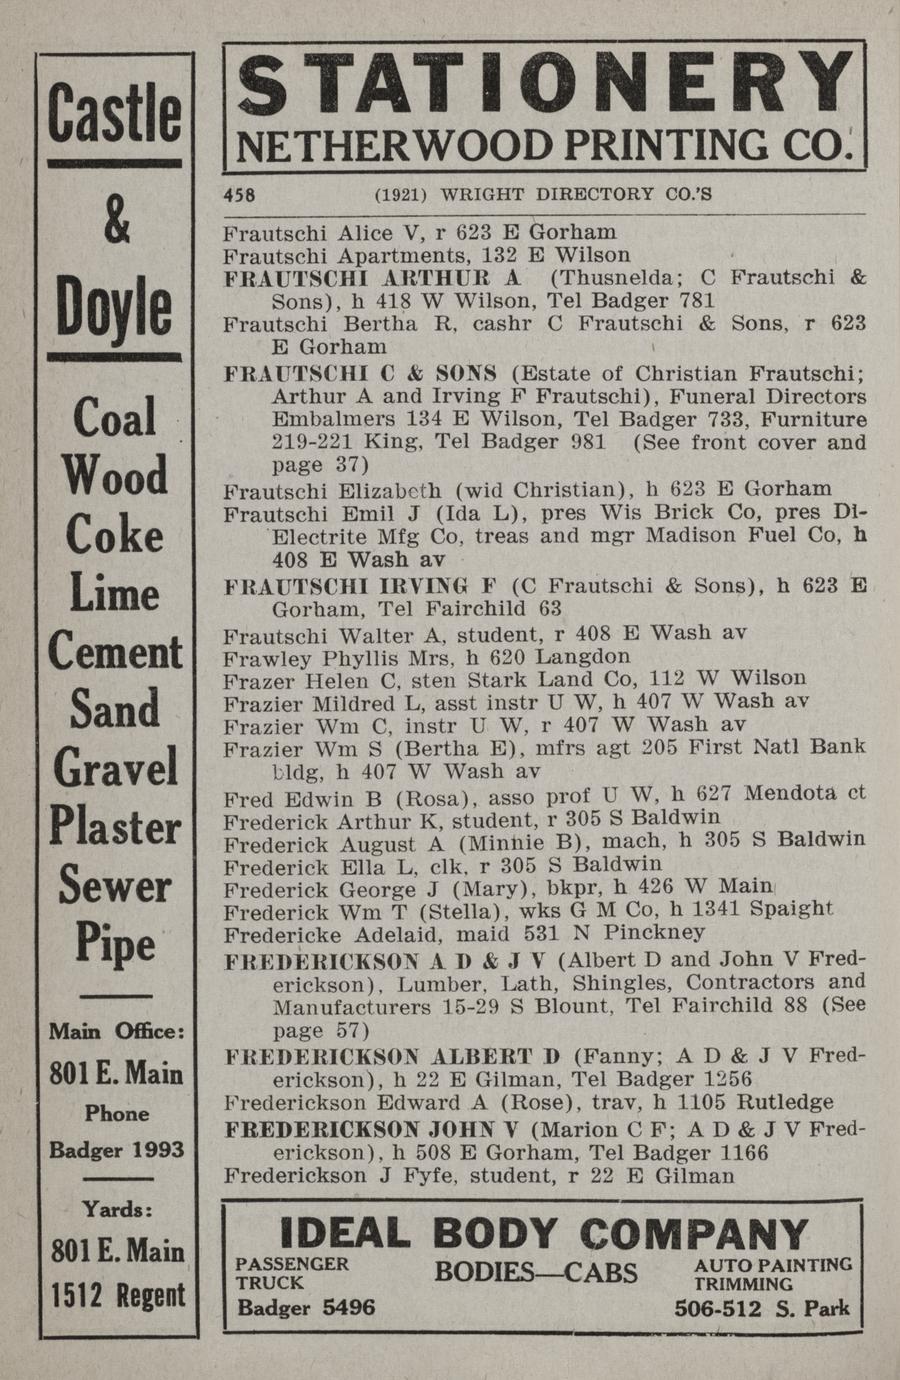 Castle
&
Doyle
Coal
Wood
Coke
Lime
Cement
Sand
Gravel
Plaster
Sewer
Pipe
Main Office:
801 E. Main
Phone
Badger 1993
Yards:
801 E. Main
1512 Regent
STATIONERY
NETHERWOOD PRINTING CO.
458 (1921) WRIGHT DIRECTORY CO.'S
Frautschi Alice V, r 623 E Gorham
Frautschi Apartments, 132 E Wilson
FRAUTSCHI ARTHUR A (Thusnelda; C Frautschi &
Sons), h 418 W Wilson, Tel Badger 781
Frautschi Bertha R, cashr C Frautschi & Sons, r 623
E Gorham
FRAUTSCHI C & SONS (Estate of Christian Frautschi;
Arthur A and Irving F Frautschi), Funeral Directors
Embalmers 134 E Wilson, Tel Badger 733, Furniture
219-221 King, Tel Badger 981 (See front cover and
page 37)
Frautschi Elizabeth (wid Christian), h 623 E Gorham
Frautschi Emil J (Ida L), pres Wis Brick Co, pres Di-
Electrite Mfg Co, treas and mgr Madison Fuel Co, h
408 E Wash av
FRAUTSCHI IRVING F (C Frautschi & Sons), h 623 E
Gorham, Tel Fairchild 63
Frautschi Walter A, student, r 408 E Wash av
Frawley Phyllis Mrs, h 620 Langdon
Frazer Helen C, sten Stark Land Co, 112 W Wilson
Frazier Mildred L, asst instr U W, h 407 W Wash av
Frazier Wm C, instr U W, r 407 W Wash av
Frazier Wm S (Bertha E), mfrs agt 205 First Natl Bank
bldg, h 407 W Wash av
Fred Edwin B (Rosa), asso prof U W, h 627 Mendota ct
Frederick Arthur K, student, r 305 S Baldwin
Frederick August A (Minnie B), mach, h 305 S Baldwin
Frederick Ella L, clk, r 305 S Baldwin
Frederick George J (Mary), bkpr, h 426 W Main
Frederick Wm T (Stella), wks G M Co, h 1341 Spaight
Fredericke Adelaid, maid 531 N Pinckney
FREDERICKSON A D & J V (Albert D and John V Fred-
erickson), Lumber, Lath, Shingles, Contractors and
Manufacturers 15-29 S Blount, Tel Fairchild 88 (See
page 57)
FREDERICKSON ALBERT D (Fanny; A D & J V Fred-
erickson), h 22 E Gilman, Tel Badger 1256
Frederickson Edward A (Rose), trav, h 1105 Rutledge
FREDERICKSON JOHN V (Marion C F; A D & J V Fred-
erickson), h 508 E Gorham, Tel Badger 1166
Frederickson J Fyfe, student, r 22 E Gilman
IDEAL BODY COMPANY
PASSENGER
TRUCK
Badger 5496
BODIES—CABS
AUTO PAINTING
TRIMMING
506-512 S. Park